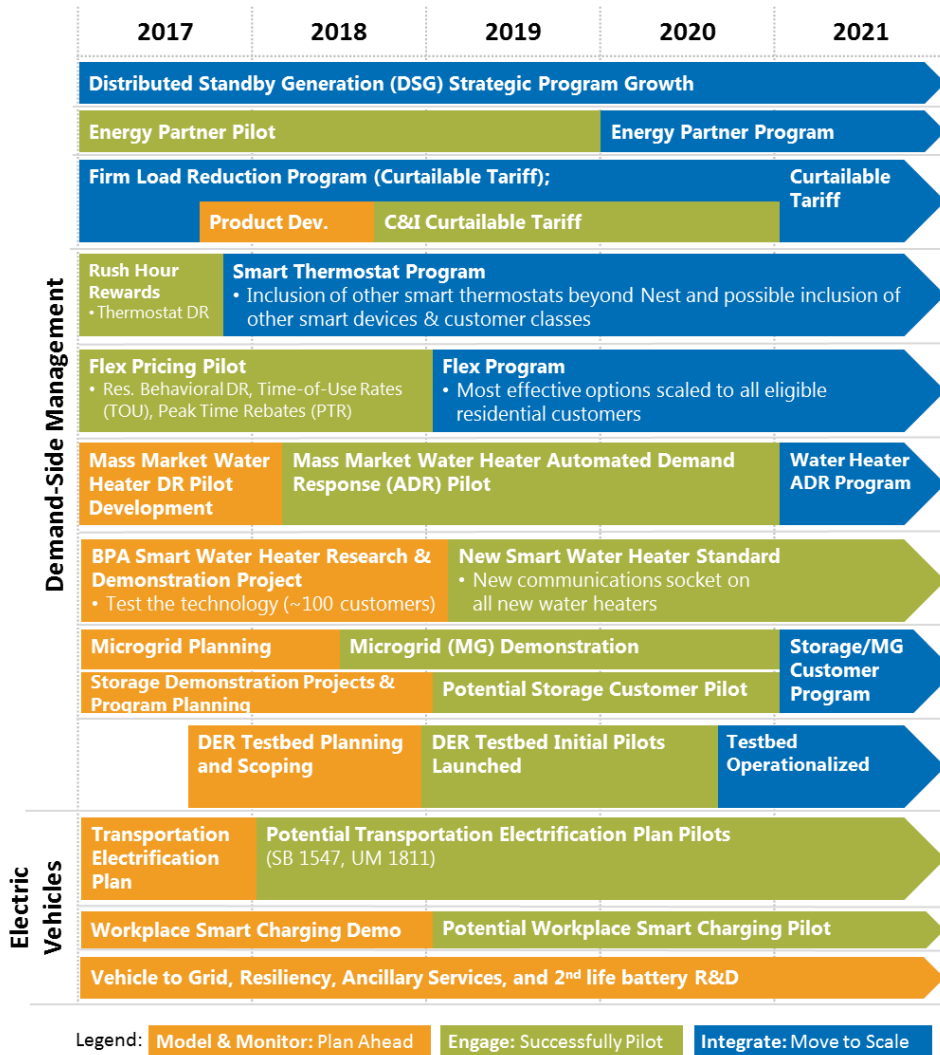 2017 2018 2019 2020 2021
Distributed Standby Generation (DSG) Strategic Program Growth
Energy Partner Pilot
Energy Partner Program
Firm Load Reduction Program (Curtailable Tariff);
Curtailable
Tariff
Product Dev.
C&I Curtailable Tariff
Demand-Side Management
Rush Hour
Rewards
• Thermostat DR
Smart Thermostat Program
• Inclusion of other smart thermostats beyond Nest and possible inclusion of
other smart devices & customer classes
Flex Pricing Pilot
• Res. Behavioral DR, Time-of-Use Rates
(TOU), Peak Time Rebates (PTR)
Flex Program
• Most effective options scaled to all eligible
residential customers
Mass Market Water
Heater DR Pilot
Development
Mass Market Water Heater Automated Demand
Response (ADR) Pilot
Water Heater
ADR Program
BPA Smart Water Heater Research &
Demonstration Project
• Test the technology (~100 customers)
New Smart Water Heater Standard
• New communications socket on
all new water heaters
Microgrid Planning
Microgrid (MG) Demonstration
Storage/MG
Customer
Program
Storage Demonstration Projects &
Program Planning
Potential Storage Customer Pilot
DER Testbed Planning
and Scoping
DER Testbed Initial Pilots
Launched
Testbed
Operationalized
Electric
Vehicles
Transportation
Electrification
Plan
Potential Transportation Electrification Plan Pilots
(SB 1547, UM 1811)
Workplace Smart Charging Demo
Potential Workplace Smart Charging Pilot
Vehicle to Grid, Resiliency, Ancillary Services, and 2nd life battery R&D
Legend: Model & Monitor: Plan Ahead Engage: Successfully Pilot Integrate: Move to Scale